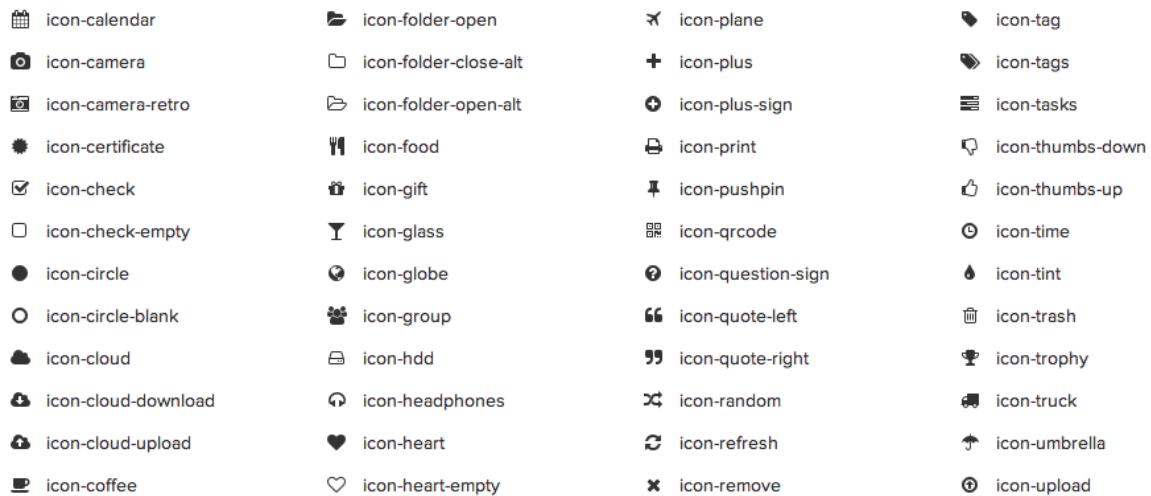 icon-calendar
icon-camera
icon-camera-retro
icon-certificate
icon-check
icon-check-empty
icon-circle
icon-circle-blank
icon-cloud
icon-cloud-download
icon-cloud-upload
icon-coffee
icon-folder-open
icon-folder-close-alt
icon-folder-open-alt
icon-food
icon-gift
icon-glass
icon-globe
icon-group
icon-hdd
icon-headphones
icon-heart
icon-heart-empty
icon-plane
icon-plus
icon-plus-sign
icon-print
icon-pushpin
icon-qrcode
icon-question-sign
icon-quote-left
icon-quote-right
icon-random
icon-refresh
icon-remove
icon-tag
icon-tags
icon-tasks
icon-thumbs-down
icon-thumbs-up
icon-time
icon-tint
icon-trash
icon-trophy
icon-truck
icon-umbrella
icon-upload